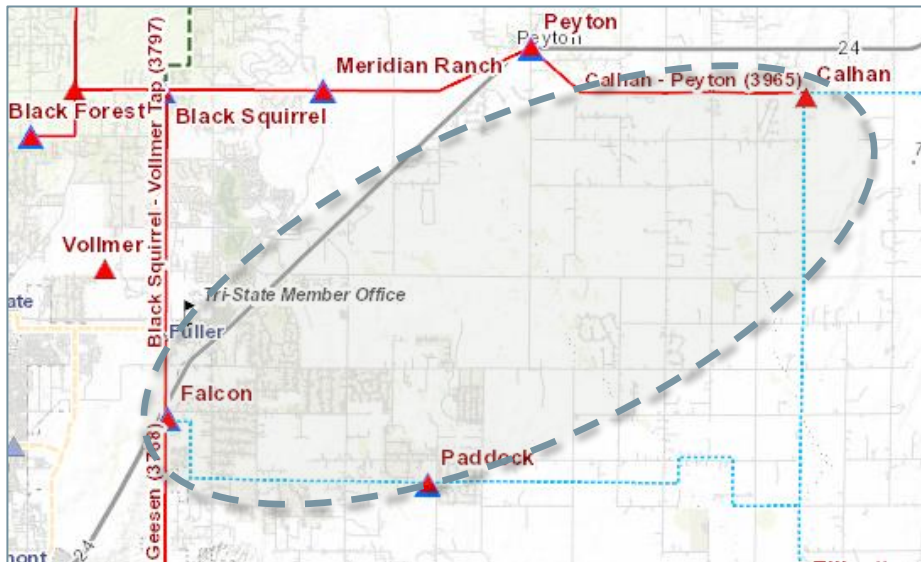 Peyton
Peyton
24
Meridian Ranch
Calhan - Peyton (3965)
Calhan
Black Forest
Black Squirrel
Black Squirrel - Vollmer Tap (3797)
Vollmer
Tri-State Member Office
Fuller
Falcon
Paddock
Geesen (3768)
24